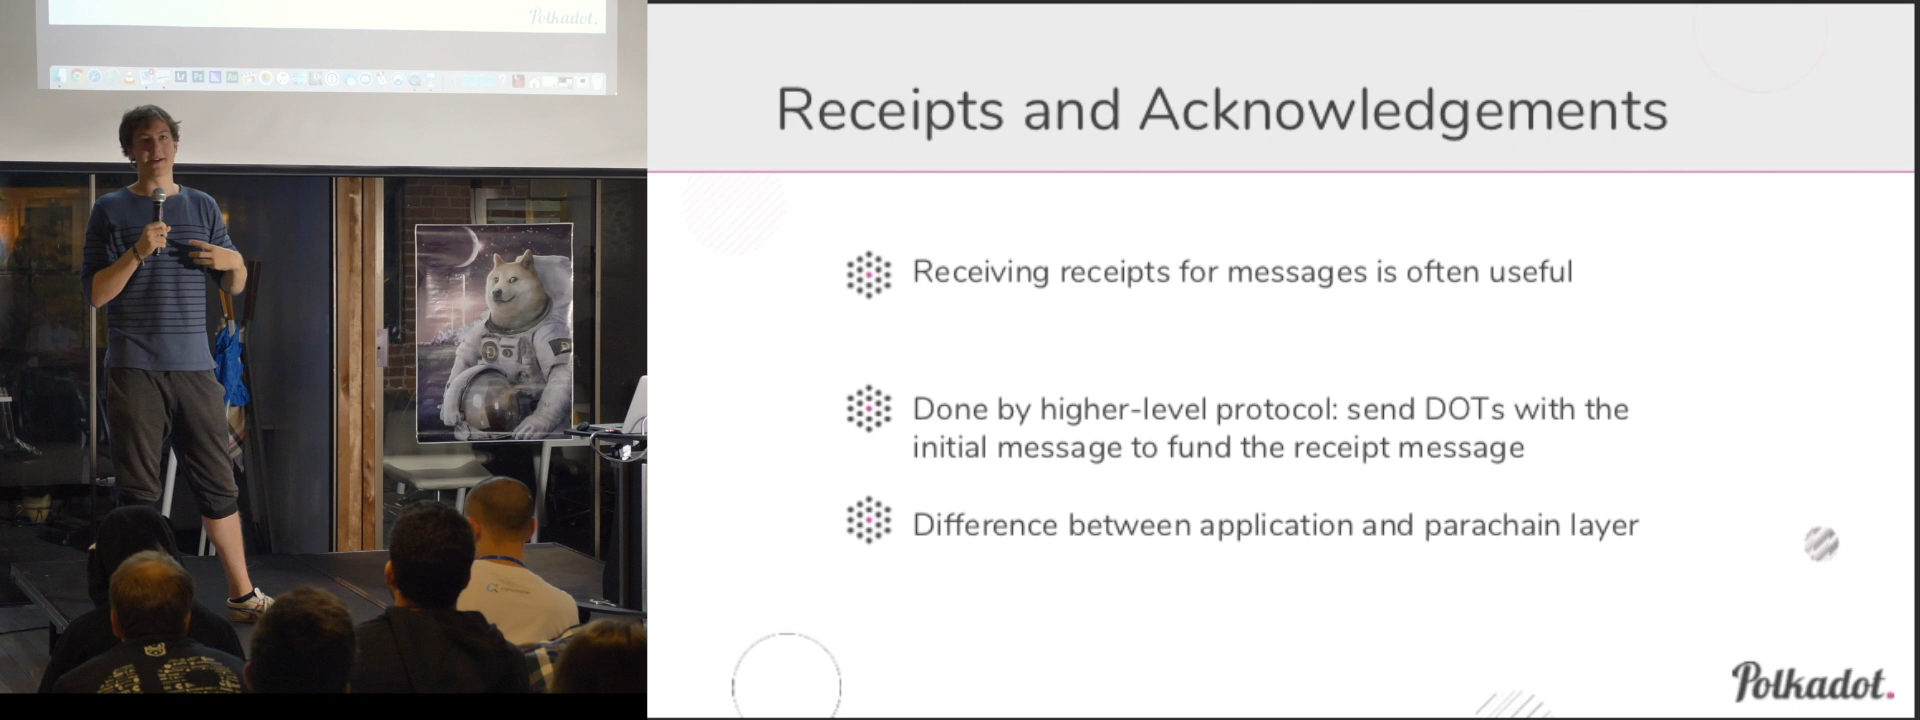 Polkadot.
Receipts and Acknowledgements
Receiving receipts for messages is often useful
Done by higher-level protocol: send DOTs with the
initial message to fund the receipt message
Difference between application and parachain layer
Polkadot.